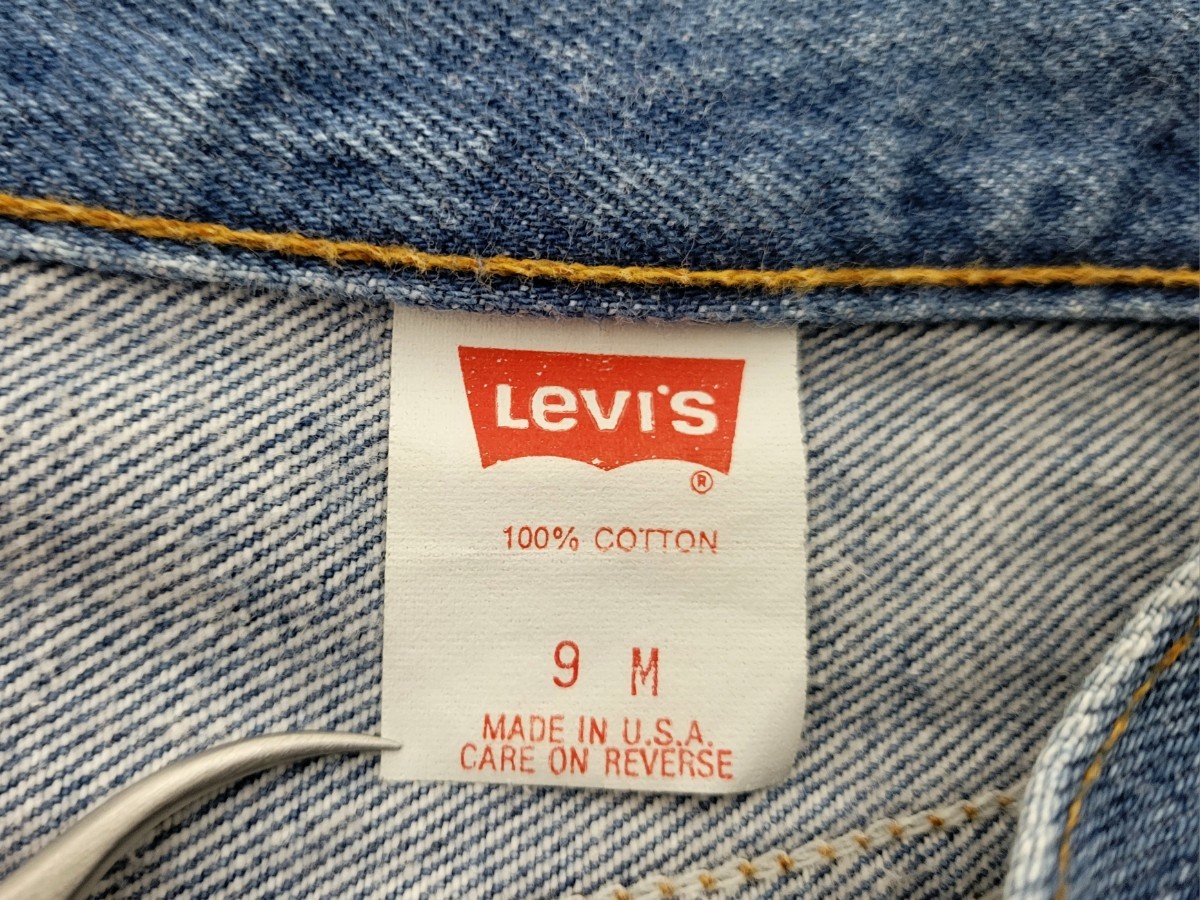 Levi's
®
100% COTTON
9 M
MADE IN U.S.A.
CARE ON REVERSE